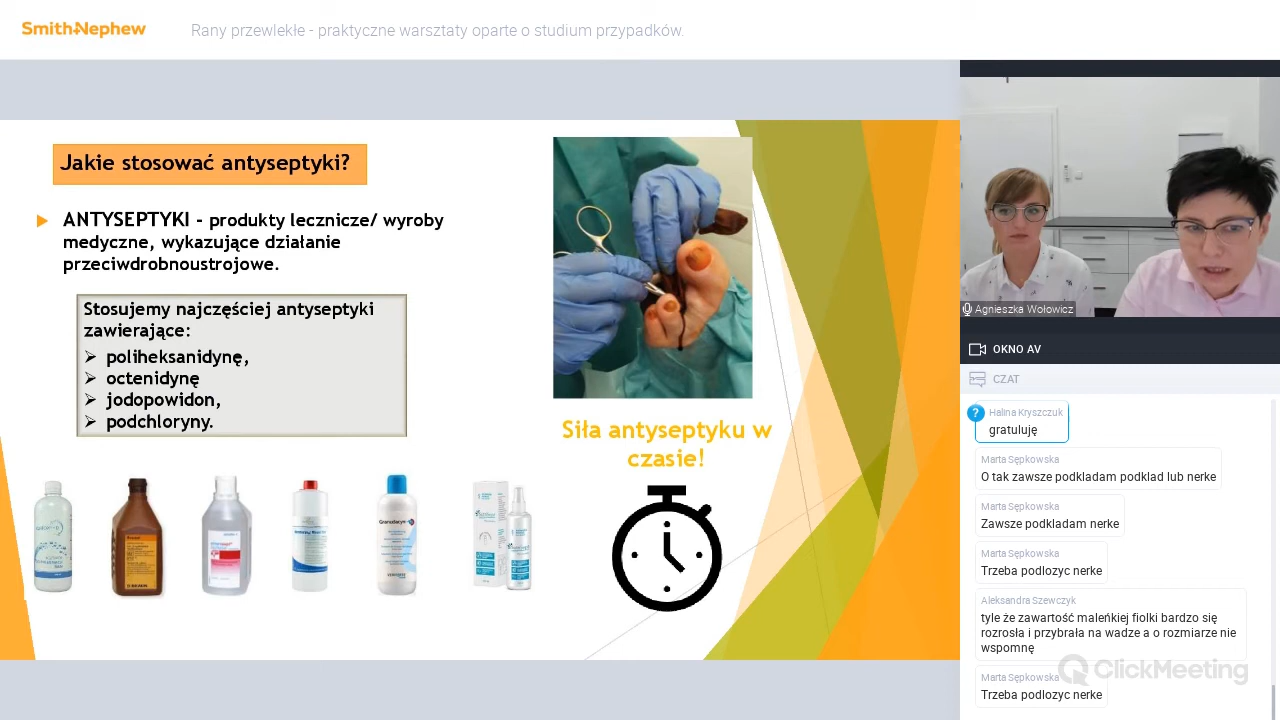 Smith+Nephew
Rany przewlekłe - praktyczne warsztaty oparte o studium przypadków.
Jakie stosować antyseptyki?
ANTYSEPTYKI - produkty lecznicze/ wyroby
medyczne, wykazujące działanie
przeciwdrobnoustrojowe.
Stosujemy najczęściej antyseptyki
zawierające:
poliheksanidynę,
octenidynę
jodopowidon,
podchloryny.
Siła antyseptyku w
czasie!
Granudacyn
Agnieszka Wołowicz
OKNO AV
CZAT
?
Halina Kryszczuk
gratuluję
Marta Sępkowska
O tak zawsze podkladam podklad lub nerke
Marta Sępkowska
Zawsze podkladam nerke
Marta Sępkowska
Trzeba podlozyc nerke
Aleksandra Szewczyk
tyle że zawartość maleńkiej fiolki bardzo się
rozrosła i przybrała na wadze a o rozmiarze nie
wspomnę
Marta Sępkowska
Trzeba podlozyc nerke
ClickMeeting